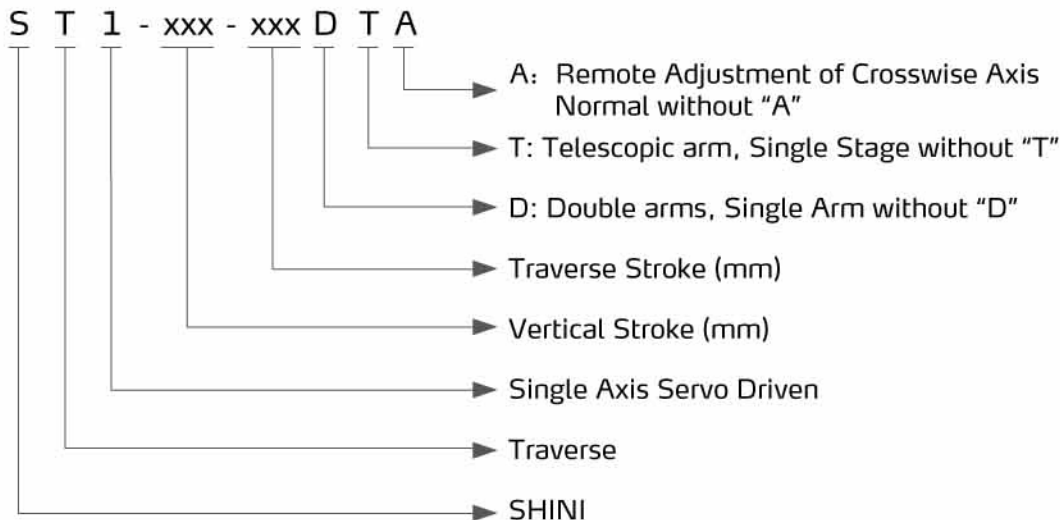 S T 1 - xxx - xxx D T A
A: Remote Adjustment of Crosswise Axis
Normal without “A”
T: Telescopic arm, Single Stage without “T”
D: Double arms, Single Arm without “D”
Traverse Stroke (mm)
Vertical Stroke (mm)
Single Axis Servo Driven
Traverse
SHINI